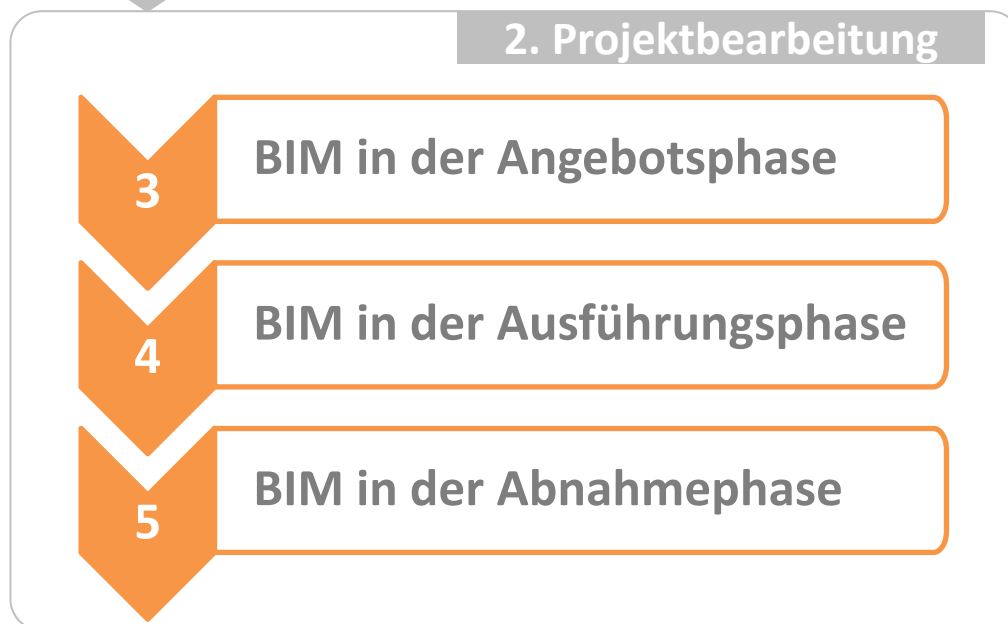 2. Projektbearbeitung
3
BIM in der Angebotsphase
4
BIM in der Ausführungsphase
5
BIM in der Abnahmephase